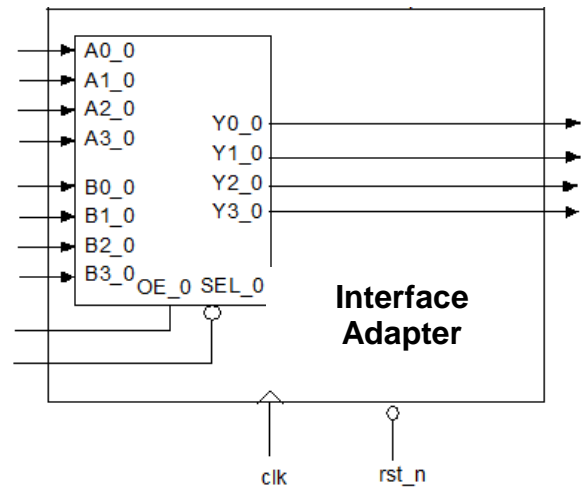 A0_0
A1_0
A2_0
A3_0
B0_0
B1_0
B2_0
B3_0
OE_0 SEL_0
Y0_0
Y1_0
Y2_0
Y3_0
Interface
Adapter
clk
rst_n